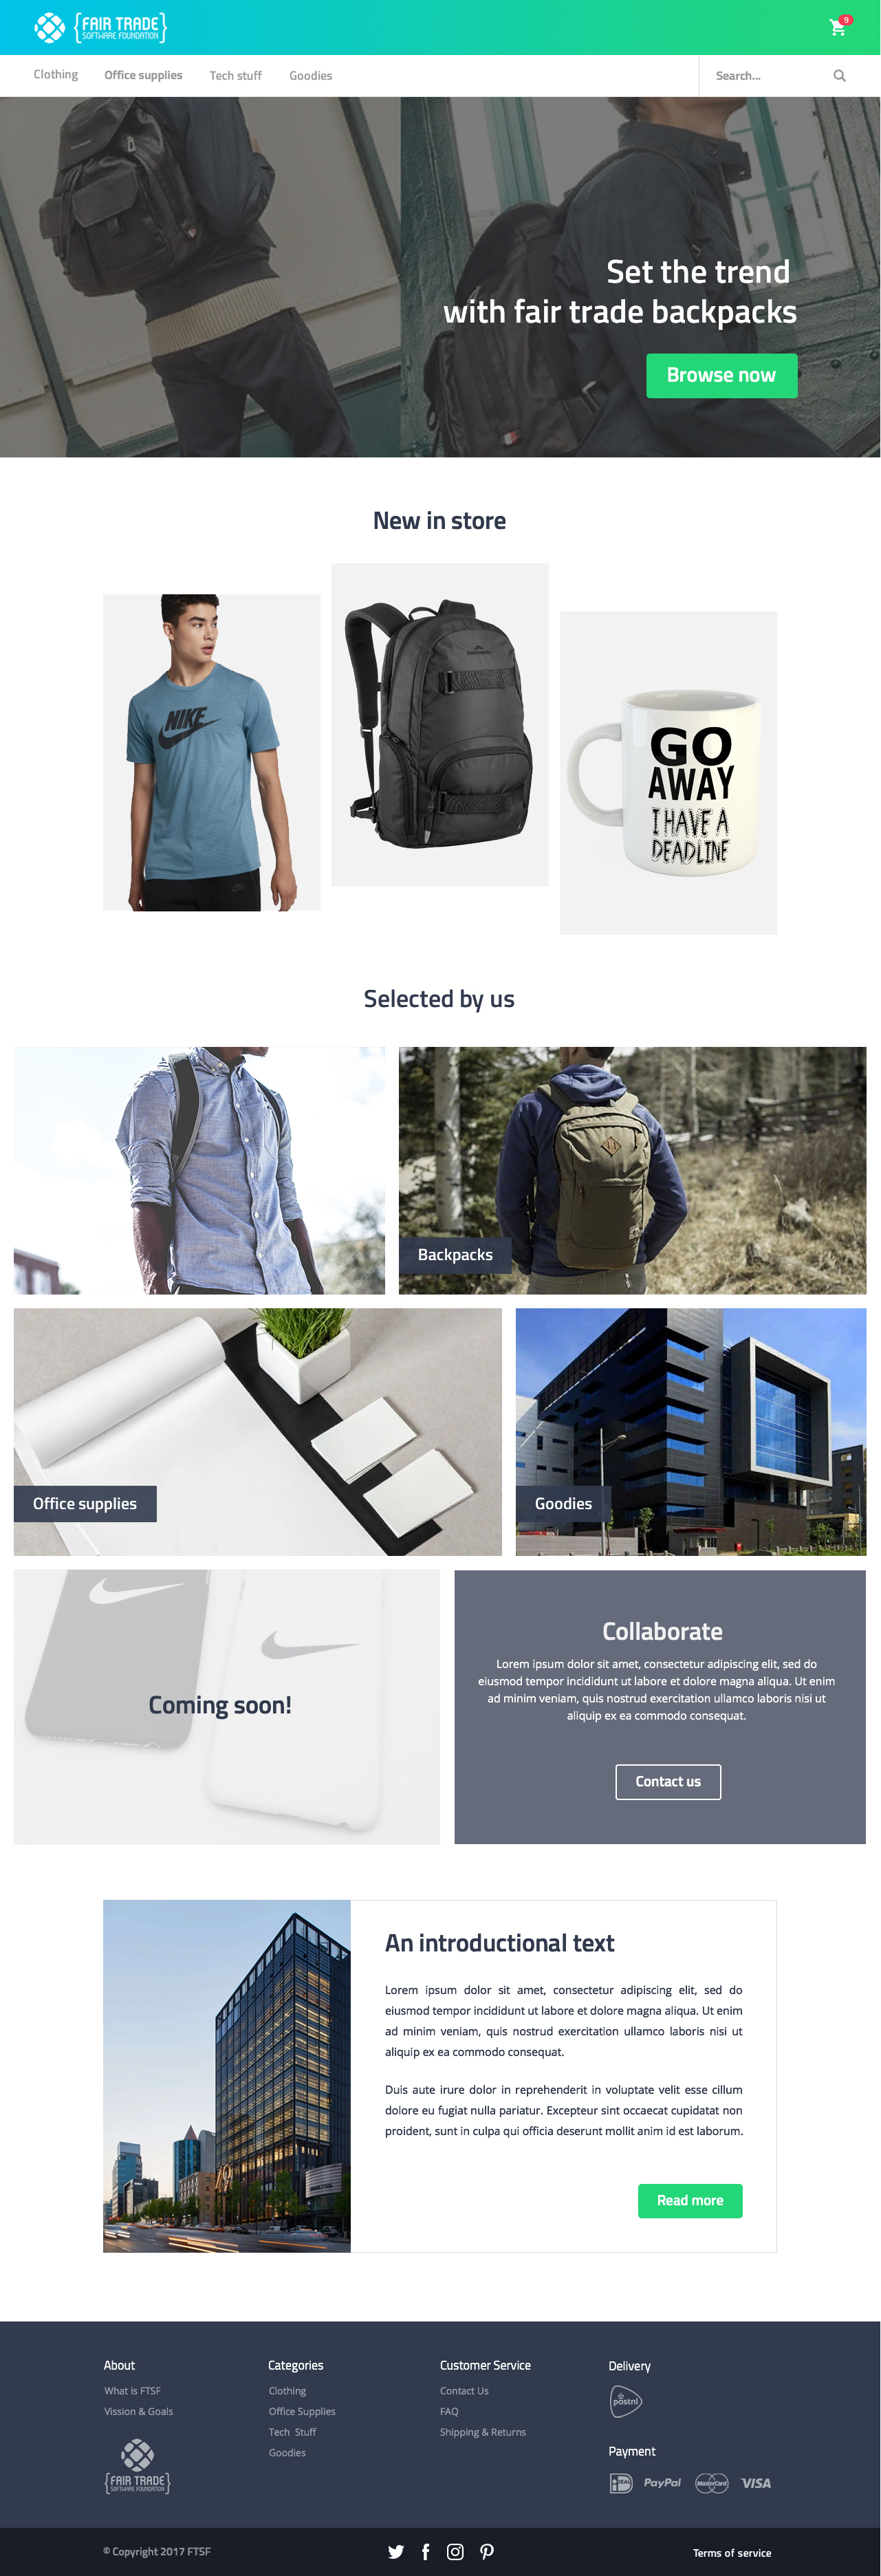 {FAIR TRADE}
SOFTWARE FOUNDATION
9
Clothing
Office supplies
Tech stuff
Goodies
Search...
Set the trend
with fair trade backpacks
Browse now
New in store
NIKE
GO
AWAY
I HAVE A
DEADLINE
Selected by us
Backpacks
Office supplies
Goodies
Coming soon!
Collaborate
Lorem ipsum dolor sit amet, consectetur adipiscing elit, sed do
eiusmod tempor incididunt ut labore et dolore magna aliqua. Ut enim
ad minim veniam, quis nostrud exercitation ullamco laboris nisi ut
aliquip ex ea commodo consequat.
Contact us
An introductional text
Lorem ipsum dolor sit amet, consectetur adipiscing elit, sed do
eiusmod tempor incididunt ut labore et dolore magna aliqua. Ut enim
ad minim veniam, quis nostrud exercitation ullamco laboris nisi ut
aliquip ex ea commodo consequat.
Duis aute irure dolor in reprehenderit in voluptate velit esse cillum
dolore eu fugiat nulla pariatur. Excepteur sint occaecat cupidatat non
proident, sunt in culpa qui officia deserunt mollit anim id est laborum.
Read more
About
What is FTSF
Vission & Goals
{FAIR TRADE}
SOFTWARE FOUNDATION
Categories
Clothing
Office Supplies
Tech Stuff
Goodies
Customer Service
Contact Us
FAQ
Shipping & Returns
Delivery
postnl
Payment
iDEAL
PayPal
MasterCard
VISA
© Copyright 2017 FTSF
Terms of service